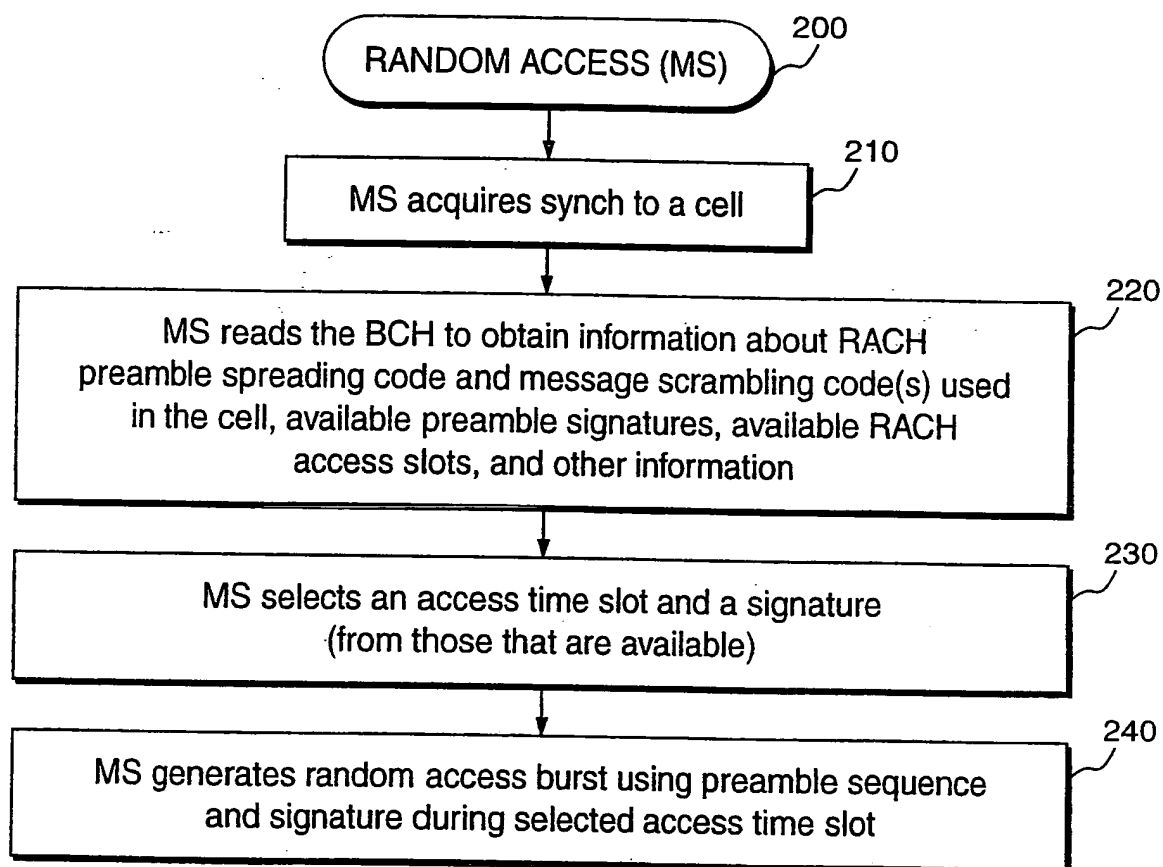 200
RANDOM ACCESS (MS)
210
MS acquires synch to a cell
220
MS reads the BCH to obtain information about RACH
preamble spreading code and message scrambling code(s) used
in the cell, available preamble signatures, available RACH
access slots, and other information
230
MS selects an access time slot and a signature
(from those that are available)
240
MS generates random access burst using preamble sequence
and signature during selected access time slot